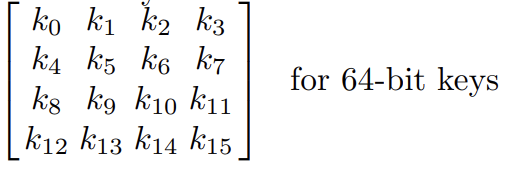 k₀ k₁ k₂ k₃
k₄ k₅ k₆ k₇
k₈ k₉ k₁₀ k₁₁
k₁₂ k₁₃ k₁₄ k₁₅
for 64-bit keys